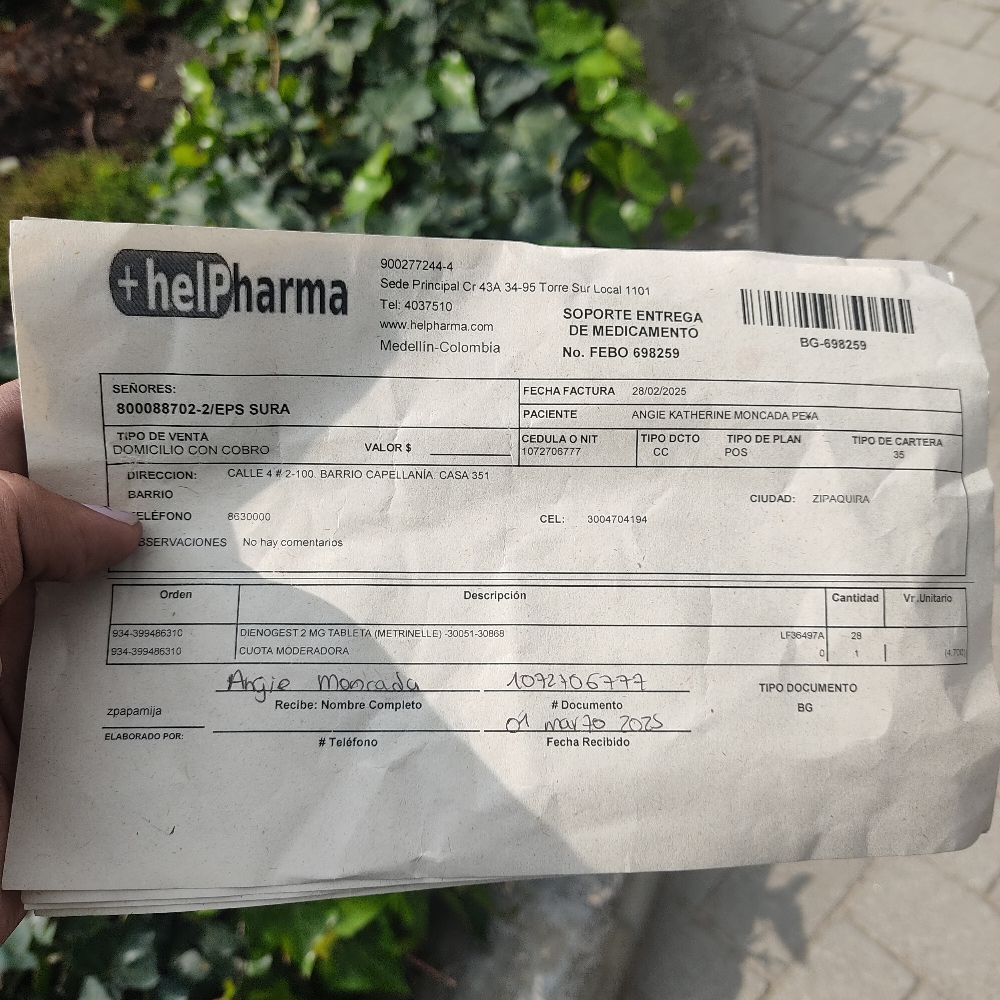 +helPharma
900277244-4
Sede Principal Cr 43A 34-95 Torre Sur Local 1101
Tel: 4037510
www.helpharma.com
Medellín-Colombia
SOPORTE ENTREGA
DE MEDICAMENTO
No. FEBO 698259
BG-698259
SEÑORES:
800088702-2/EPS SURA
FECHA FACTURA 28/02/2025
PACIENTE ANGIE KATHERINE MONCADA PE¥A
TIPO DE VENTA
DOMICILIO CON COBRO
VALOR $
CEDULA O NIT
1072706777
TIPO DCTO
CC
TIPO DE PLAN
POS
TIPO DE CARTERA
35
DIRECCION: CALLE 4 # 2-100. BARRIO CAPELLANÍA. CASA 351
BARRIO
CIUDAD: ZIPAQUIRA
ELÉFONO 8630000
CEL: 3004704194
BSERVACIONES No hay comentarios
Orden Descripción Cantidad Vr.Unitario
934-399486310 DIENOGEST 2 MG TABLETA (METRINELLE) -30051-30868 LF36497A 28
934-399486310 CUOTA MODERADORA 0 1 (4,700)
Angie Moncada 1072706777
Recibe: Nombre Completo # Documento
TIPO DOCUMENTO
BG
zpapamija
01 marzo 2025
ELABORADO POR:
# Teléfono Fecha Recibido